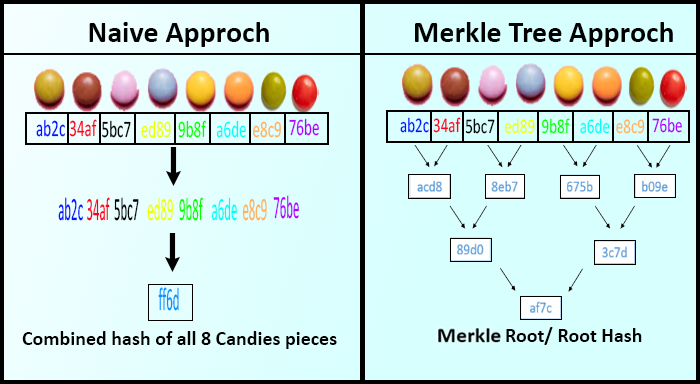 Naive Approch
ab2c 34af 5bc7 ed89 9b8f a6de e8c9 76be
ab2c 34af 5bc7 ed89 9b8f a6de e8c9 76be
ff6d
Combined hash of all 8 Candies pieces
Merkle Tree Approch
ab2c 34af 5bc7 ed89 9b8f a6de e8c9 76be
acd8 8eb7 675b b09e
89d0 3c7d
af7c
Merkle Root/ Root Hash